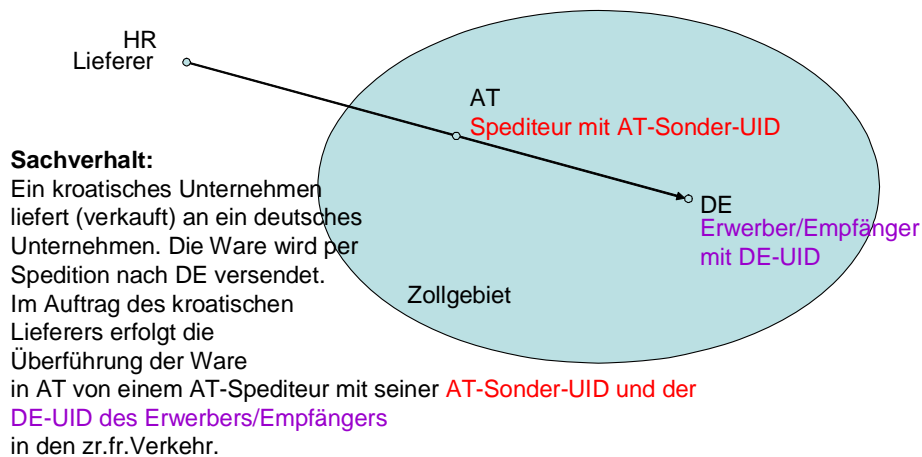 HR
Lieferer
AT
Spediteur mit AT-Sonder-UID
Sachverhalt:
Ein kroatisches Unternehmen
liefert (verkauft) an ein deutsches
Unternehmen. Die Ware wird per
Spedition nach DE versendet.
Im Auftrag des kroatischen
Lieferers erfolgt die
Überführung der Ware
in AT von einem AT-Spediteur mit seiner AT-Sonder-UID und der
DE-UID des Erwerbers/Empfängers
in den zr.fr.Verkehr.
DE
Erwerber/Empfänger
mit DE-UID
Zollgebiet